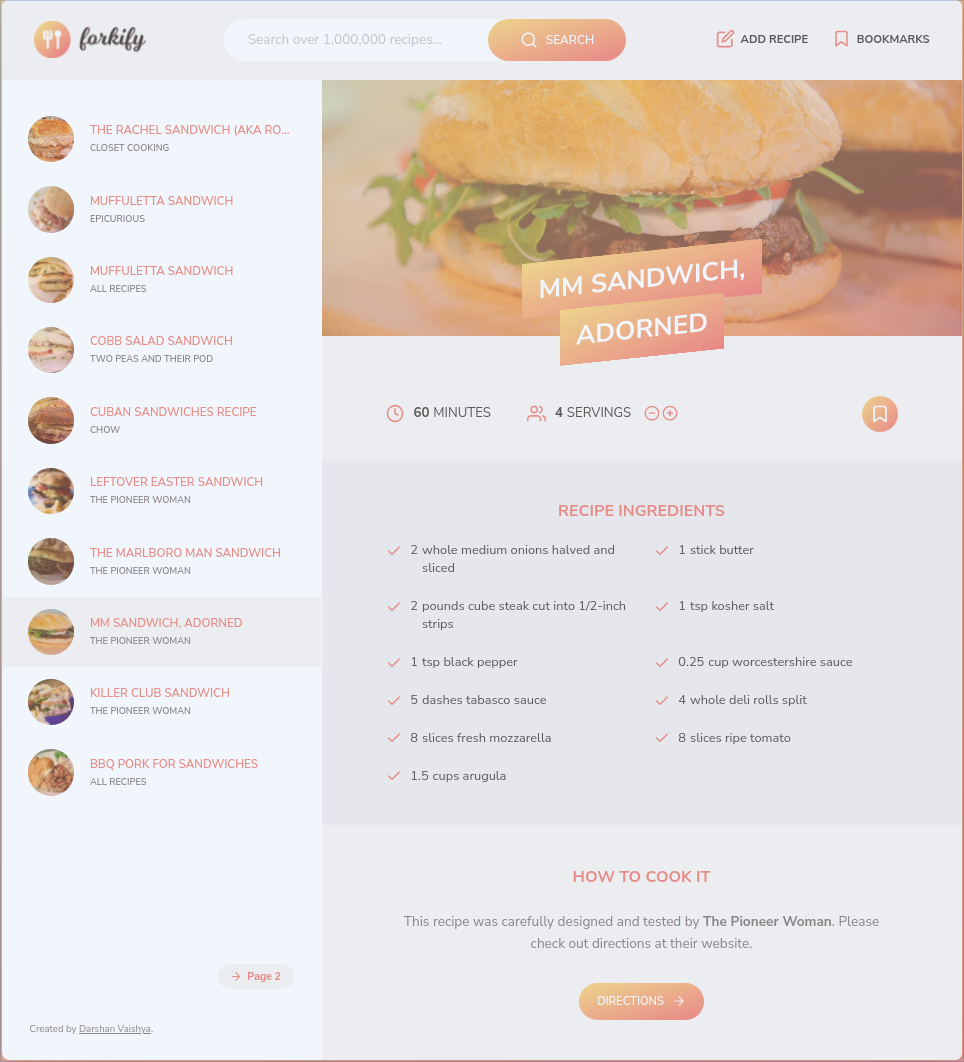 forkify
Search over 1,000,000 recipes...
SEARCH
ADD RECIPE
BOOKMARKS
THE RACHEL SANDWICH (AKA RO...
CLOSET COOKING
MUFFULETTA SANDWICH
EPICURIOUS
MUFFULETTA SANDWICH
ALL RECIPES
COBB SALAD SANDWICH
TWO PEAS AND THEIR POD
CUBAN SANDWICHES RECIPE
CHOW
LEFTOVER EASTER SANDWICH
THE PIONEER WOMAN
THE MARLBORO MAN SANDWICH
THE PIONEER WOMAN
MM SANDWICH, ADORNED
THE PIONEER WOMAN
KILLER CLUB SANDWICH
THE PIONEER WOMAN
BBQ PORK FOR SANDWICHES
ALL RECIPES
Page 2
Created by Darshan Vaishya.
MM SANDWICH,
ADORNED
60 MINUTES
4 SERVINGS
RECIPE INGREDIENTS
2 whole medium onions halved and
sliced
1 stick butter
2 pounds cube steak cut into 1/2-inch
strips
1 tsp kosher salt
1 tsp black pepper
0.25 cup worcestershire sauce
5 dashes tabasco sauce
4 whole deli rolls split
8 slices fresh mozzarella
8 slices ripe tomato
1.5 cups arugula
HOW TO COOK IT
This recipe was carefully designed and tested by The Pioneer Woman. Please
check out directions at their website.
DIRECTIONS